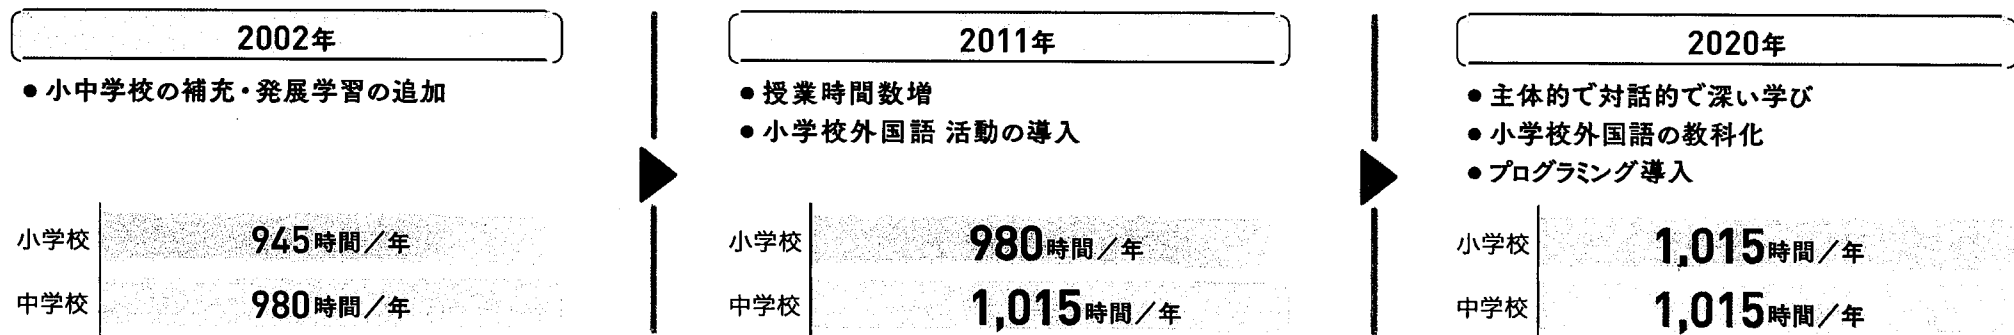 2002年
● 小中学校の補充・発展学習の追加
小学校 945時間/年
中学校 980時間/年
2011年
● 授業時間数増
● 小学校外国語 活動の導入
小学校 980時間/年
中学校 1,015時間/年
2020年
● 主体的で対話的で深い学び
● 小学校外国語の教科化
● プログラミング導入
小学校 1,015時間/年
中学校 1,015時間/年